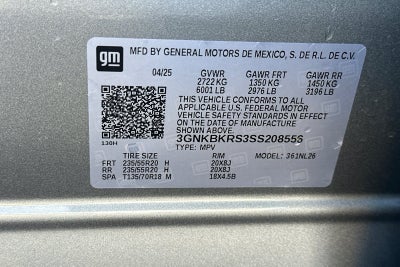 gm
MFD BY GENERAL MOTORS DE MEXICO, S. DE R.L. DE C.V.
04/25 GVWR GAWR FRT GAWR RR
2722 KG 1350 KG 1450 KG
6001 LB 2976 LB 3196 LB
THIS VEHICLE CONFORMS TO ALL APPLICABLE
U.S. FEDERAL MOTOR VEHICLE SAFETY
STANDARDS IN EFFECT ON THE DATE OF
MANUFACTURE SHOWN ABOVE.
3GNKBKRS3SS208556
130H TYPE: MPV
TIRE SIZE RIM MODEL: 361NL26
FRT 235/55R20 H 20X8J
RR 235/55R20 H 20X8J
SPA T135/70R18 M 18X4.5B